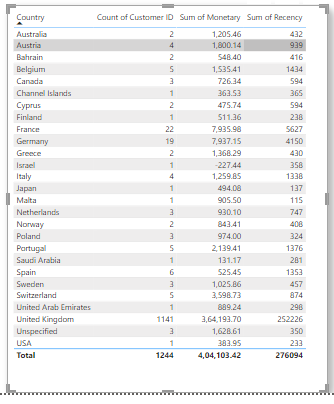 Country Count of Customer ID Sum of Monetary Sum of Recency
Australia 2 1,205.46 432
Austria 4 1,800.14 939
Bahrain 2 548.40 416
Belgium 5 1,535.41 1434
Canada 3 726.34 594
Channel Islands 1 363.53 365
Cyprus 2 475.74 594
Finland 1 511.36 238
France 22 7,935.98 5627
Germany 19 7,937.15 4150
Greece 2 1,368.29 430
Israel 1 -227.44 358
Italy 4 1,259.85 1338
Japan 1 494.08 137
Malta 1 905.50 115
Netherlands 3 930.10 747
Norway 2 843.41 408
Poland 3 974.00 324
Portugal 5 2,139.41 1376
Saudi Arabia 1 131.17 281
Spain 6 525.45 1353
Sweden 3 1,025.86 457
Switzerland 5 3,598.73 874
United Arab Emirates 1 889.24 298
United Kingdom 1141 3,64,193.70 252226
Unspecified 3 1,628.61 350
USA 1 383.95 233
Total 1244 4,04,103.42 276094